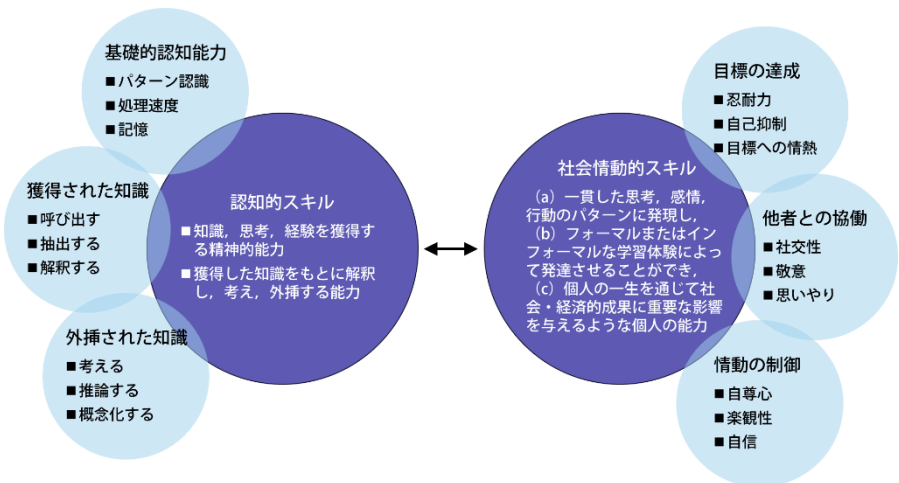 基礎的認知能力
■ パターン認識
■ 処理速度
■ 記憶
獲得された知識
■ 呼び出す
■ 抽出する
■ 解釈する
外挿された知識
■ 考える
■ 推論する
■ 概念化する
認知的スキル
■ 知識，思考，経験を獲得す
る精神的能力
■ 獲得した知識をもとに解釈
し，考え，外挿する能力
社会情動的スキル
（a）一貫した思考，感情，
行動のパターンに発現し，
（b）フォーマルまたはイン
フォーマルな学習体験によっ
て発達させることができ，
（c）個人の一生を通じて社
会・経済的成果に重要な影響
を与えるような個人の能力
目標の達成
■ 忍耐力
■ 自己抑制
■ 目標への情熱
他者との協働
■ 社交性
■ 敬意
■ 思いやり
情動の制御
■ 自尊心
■ 楽観性
■ 自信